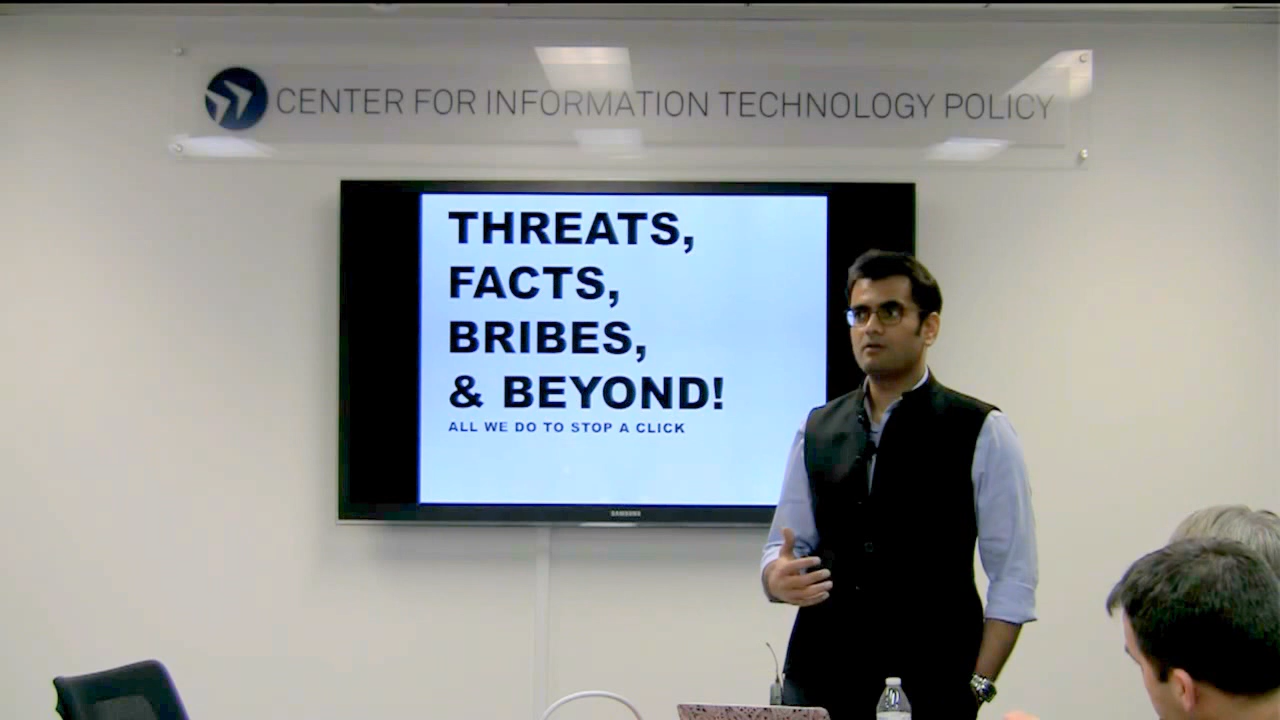 CENTER FOR INFORMATION TECHNOLOGY POLICY
THREATS,
FACTS,
BRIBES,
& BEYOND!
ALL WE DO TO STOP A CLICK
SAMSUNG